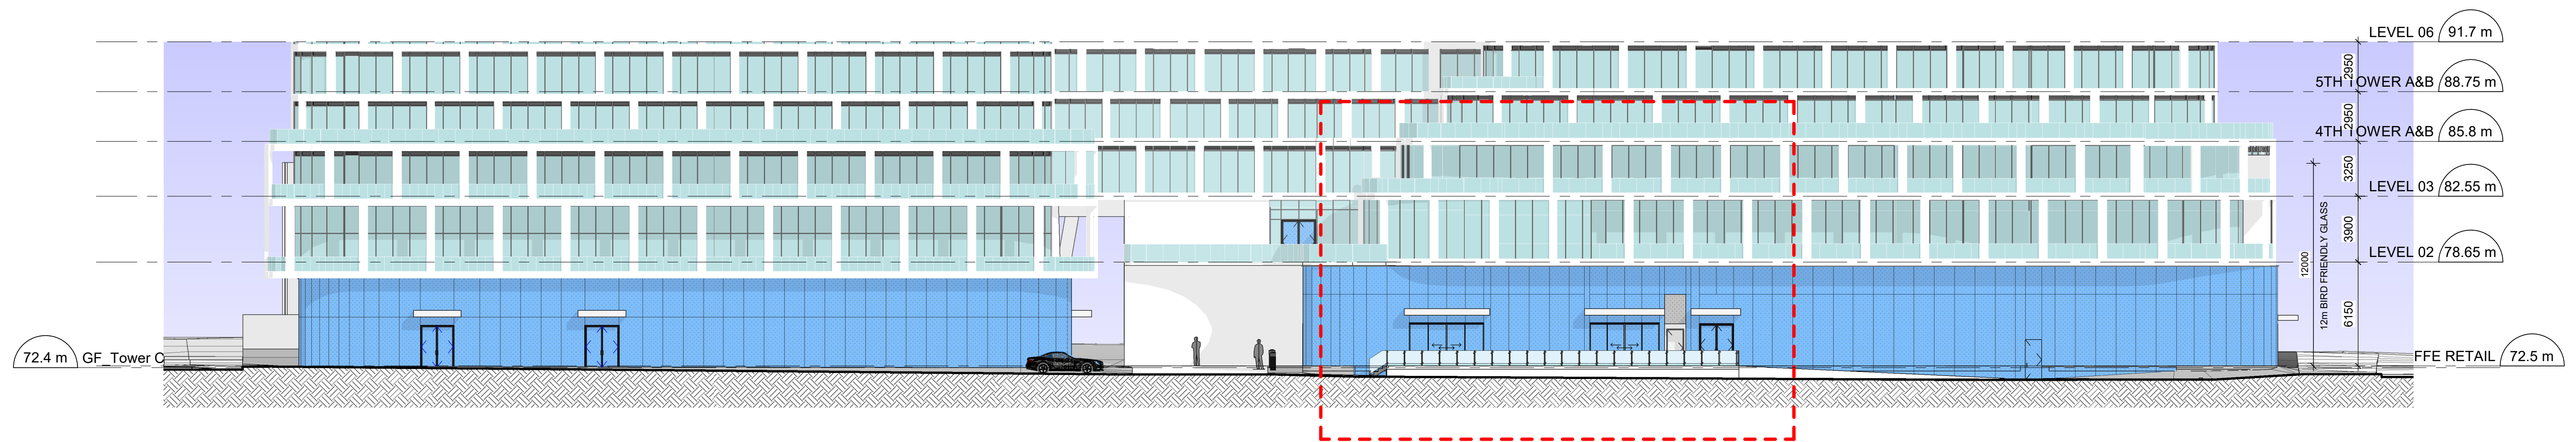 LEVEL 06 91.7 m
2950
5TH TOWER A&B 88.75 m
2950
4TH TOWER A&B 85.8 m
3250
LEVEL 03 82.55 m
3900
12000
12m BIRD FRIENDLY GLASS
LEVEL 02 78.65 m
6150
72.4 m GF_Tower C
FFE RETAIL 72.5 m